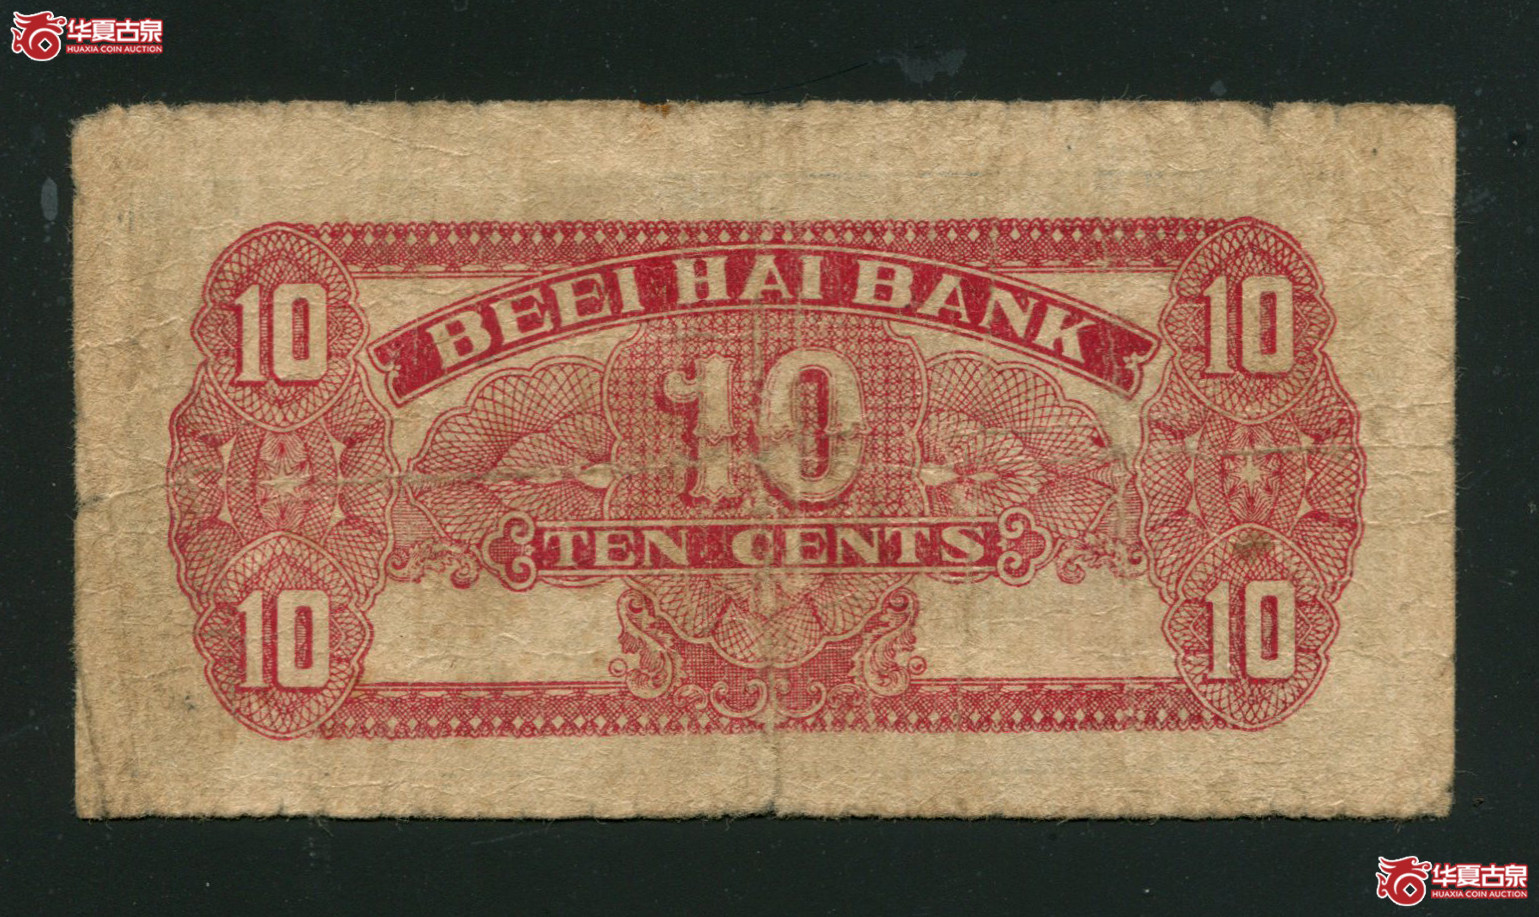 华夏古泉
HUAXIA COIN AUCTION
BEEI HAI BANK
10
10
10
TEN CENTS
10
10
华夏古泉
HUAXIA COIN AUCTION